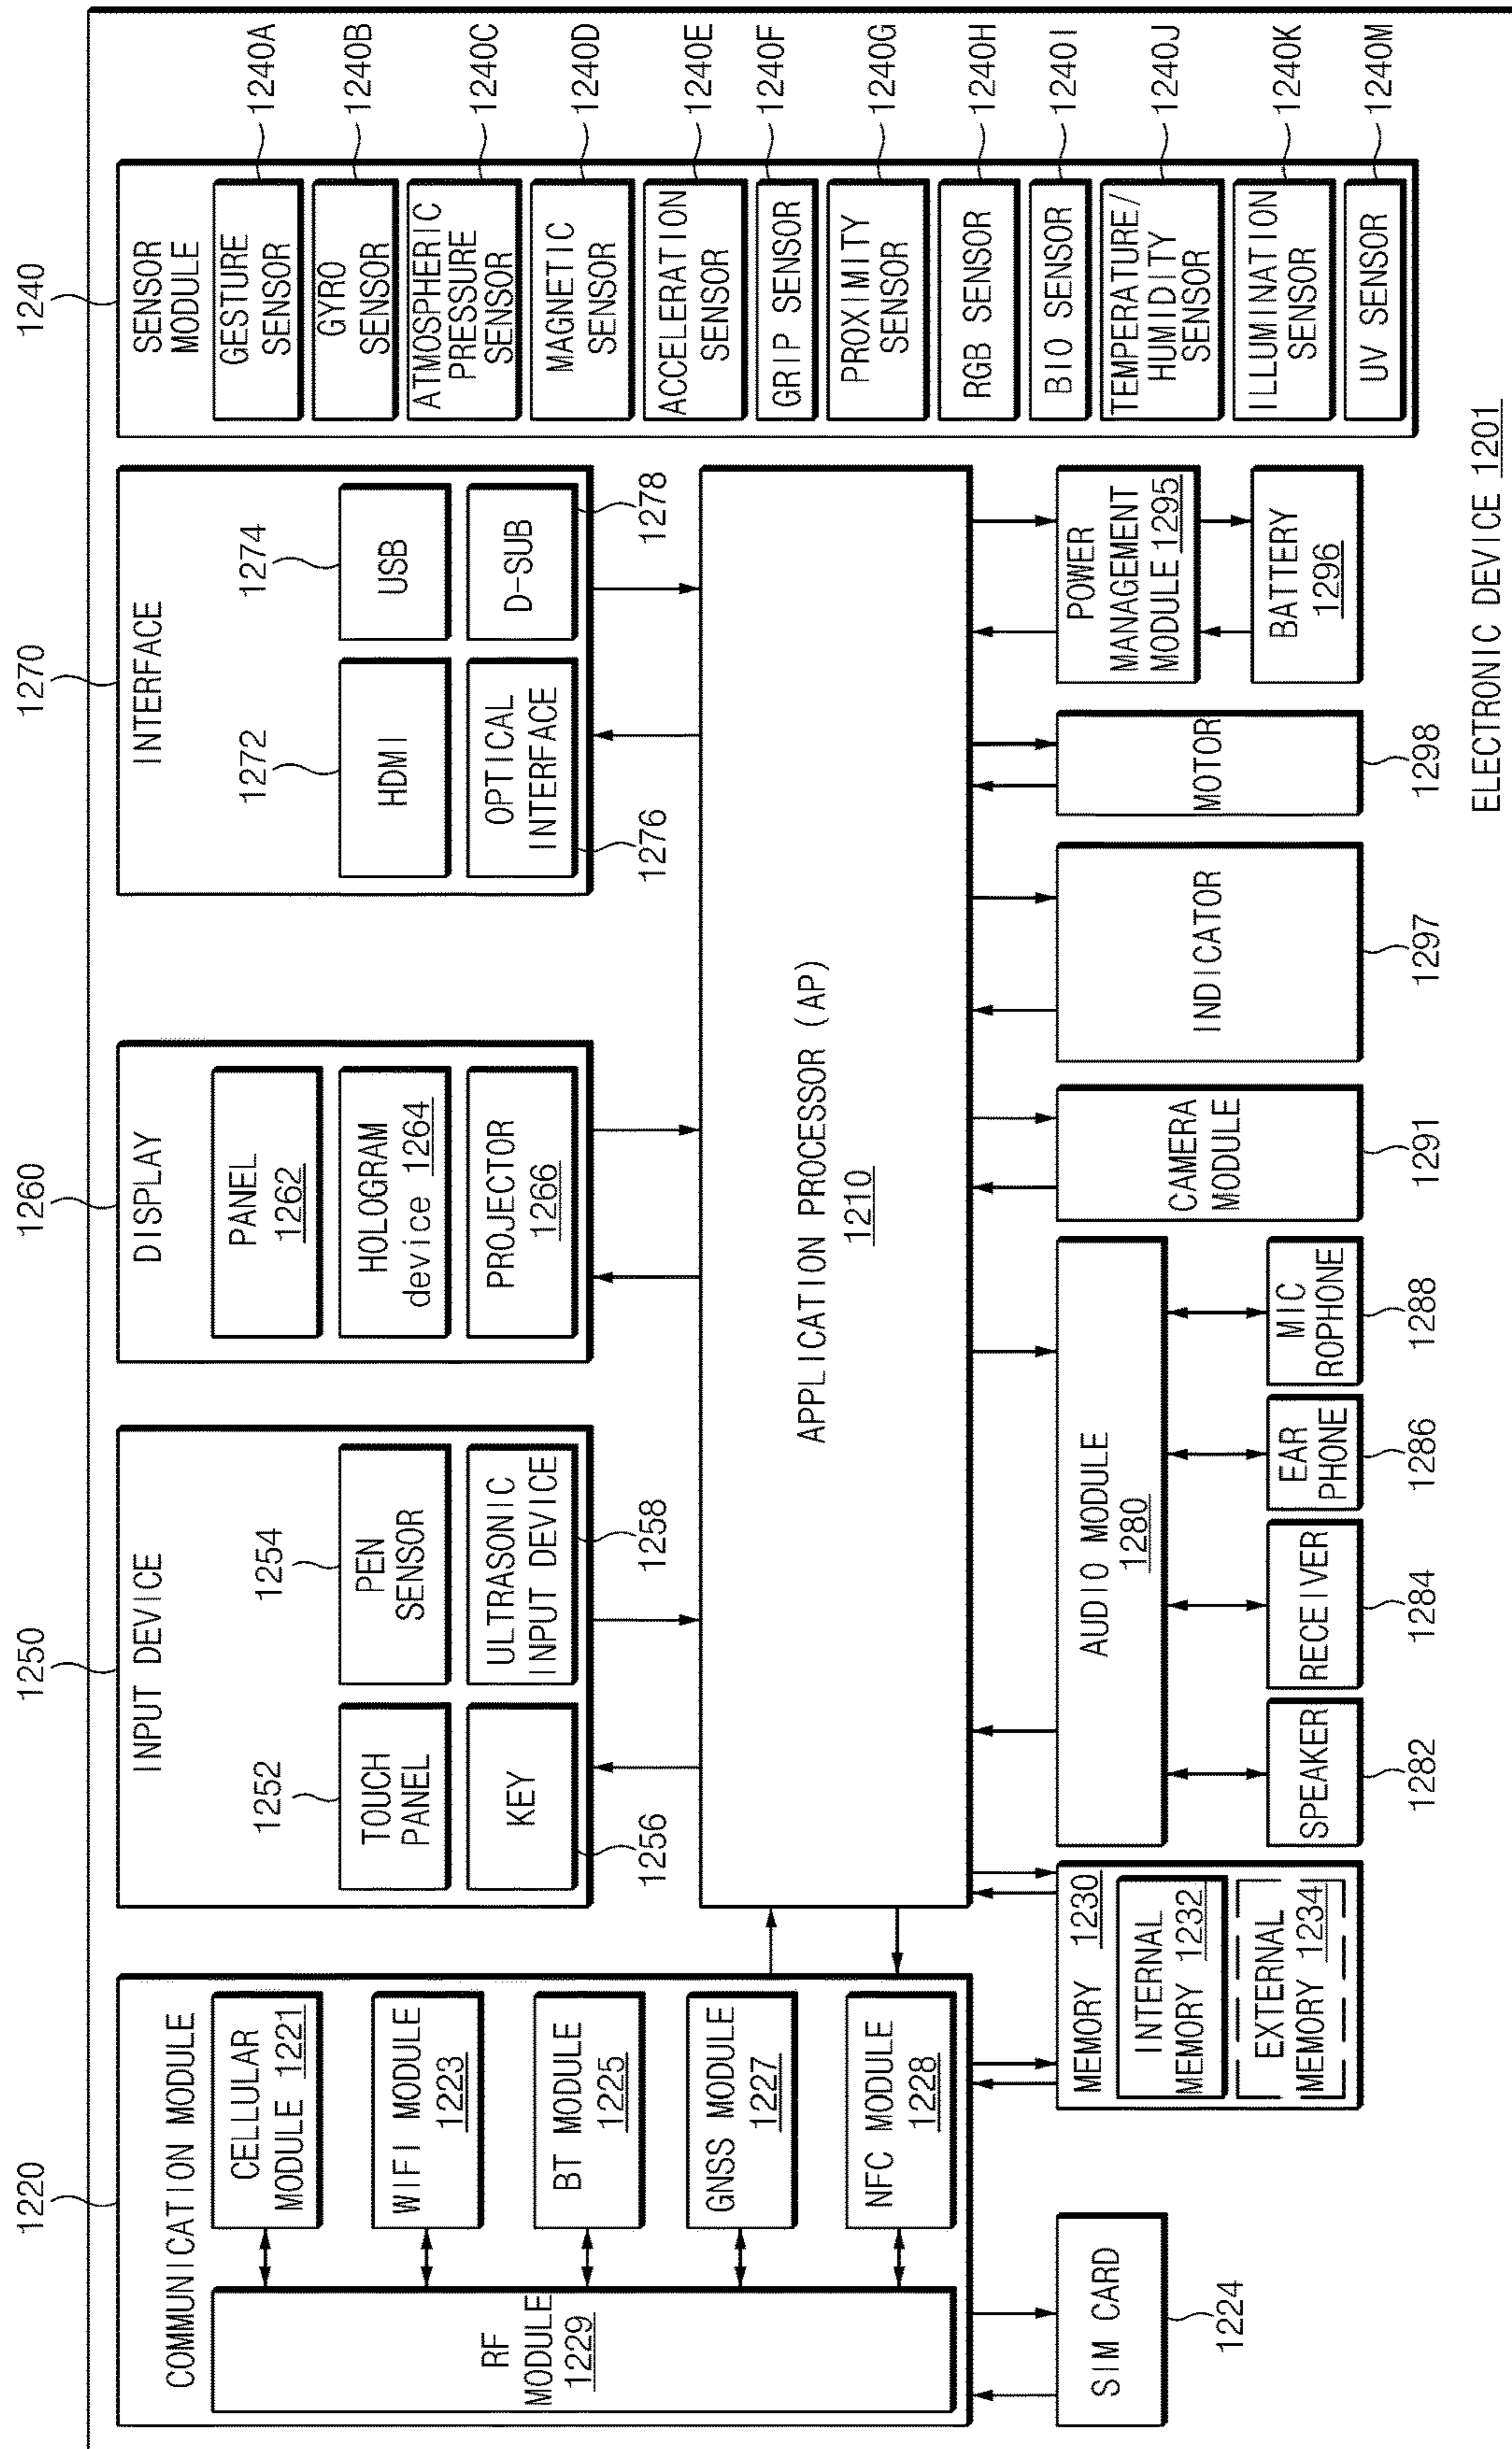 1220
COMMUNICATION MODULE
RF
MODULE
1229
CELLULAR
MODULE 1221
WIFI MODULE
1223
BT MODULE
1225
GNSS MODULE
1227
NFC MODULE
1228
SIM CARD
1224
MEMORY 1230
INTERNAL
MEMORY 1232
EXTERNAL
MEMORY 1234
1250
INPUT DEVICE
1252
TOUCH
PANEL
1254
PEN
SENSOR
KEY
1256
ULTRASONIC
INPUT DEVICE
1258
1260
DISPLAY
PANEL
1262
HOLOGRAM
device 1264
PROJECTOR
1266
1270
INTERFACE
1272
HDMI
1274
USB
OPTICAL
INTERFACE
1276
D-SUB
1278
1240
SENSOR
MODULE
GESTURE
SENSOR
1240A
GYRO
SENSOR
1240B
ATMOSPHERIC
PRESSURE
SENSOR
1240C
MAGNETIC
SENSOR
1240D
ACCELERATION
SENSOR
1240E
GRIP SENSOR
1240F
PROXIMITY
SENSOR
1240G
RGB SENSOR
1240H
BIO SENSOR
1240I
TEMPERATURE/
HUMIDITY
SENSOR
1240J
ILLUMINATION
SENSOR
1240K
UV SENSOR
1240M
APPLICATION PROCESSOR (AP)
1210
AUDIO MODULE
1280
SPEAKER
1282
RECEIVER
1284
EAR
PHONE
1286
MIC
ROPHONE
1288
CAMERA
MODULE
1291
INDICATOR
1297
MOTOR
1298
POWER
MANAGEMENT
MODULE 1295
BATTERY
1296
ELECTRONIC DEVICE 1201